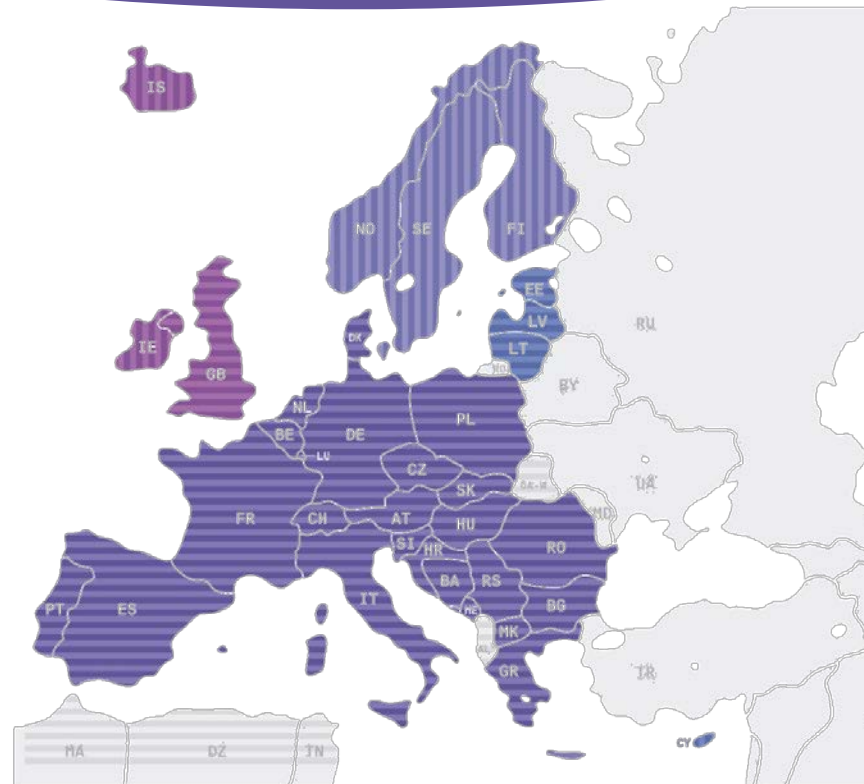 IS
NO
SE
FI
EE
RU
LV
DK
IE
LT
GB
BY
NL
PL
BE
DE
LU
CZ
UA-W
UA
SK
MD
FR
CH
AT
HU
SI
HR
RO
BA
RS
IT
PT
ES
ME
BG
MK
AL
GR
TR
CY
MA
DZ
TN